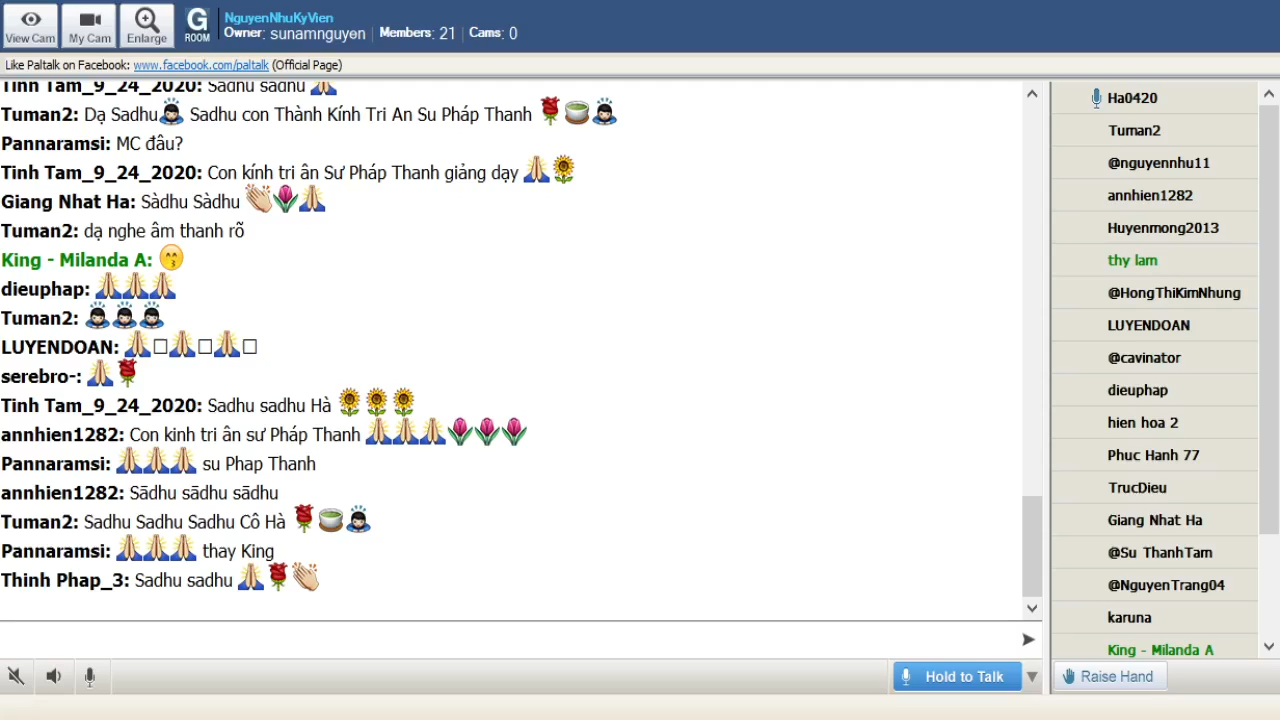 View Cam
My Cam
Enlarge
G
ROOM
NguyenNhuKyVien
Owner: sunamnguyen | Members: 21 | Cams: 0
Like Paltalk on Facebook: www.facebook.com/paltalk (Official Page)
Tinh Tam_9_24_2020: Sadhu sadhu 🙏
Tuman2: Dạ Sadhu🙇 Sadhu con Thành Kính Tri An Su Pháp Thanh 🌹🍵🙇
Pannaramsi: MC đâu?
Tinh Tam_9_24_2020: Con kính tri ân Sư Pháp Thanh giảng dạy 🙏🌻
Giang Nhat Ha: Sàdhu Sàdhu 👏🌷🙏
Tuman2: dạ nghe âm thanh rõ
King - Milanda A: 😙
dieuphap: 🙏🙏🙏
Tuman2: 🙇🙇🙇
LUYENDOAN: 🙏□🙏□🙏□
serebro-: 🙏🌹
Tinh Tam_9_24_2020: Sadhu sadhu Hà 🌻🌻🌻
annhien1282: Con kinh tri ân sư Pháp Thanh 🙏🙏🙏🌷🌷🌷
Pannaramsi: 🙏🙏🙏 su Phap Thanh
annhien1282: Sādhu sādhu sādhu
Tuman2: Sadhu Sadhu Sadhu Cô Hà 🌹🍵🙇
Pannaramsi: 🙏🙏🙏 thay King
Thinh Phap_3: Sadhu sadhu 🙏🌹👏
Hold to Talk
Ha0420
Tuman2
@nguyennhu11
annhien1282
Huyenmong2013
thy lam
@HongThiKimNhung
LUYENDOAN
@cavinator
dieuphap
hien hoa 2
Phuc Hanh 77
TrucDieu
Giang Nhat Ha
@Su ThanhTam
@NguyenTrang04
karuna
King - Milanda A
Raise Hand